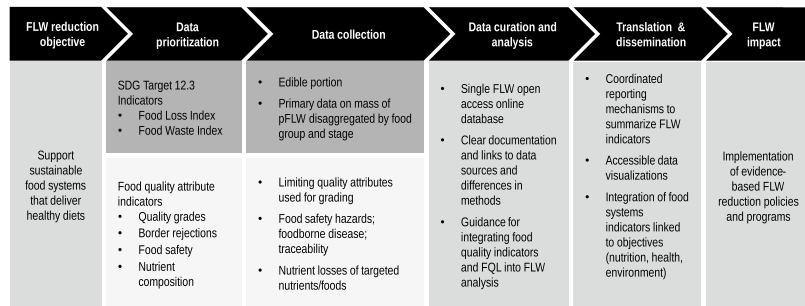 FLW reduction
objective
Data
prioritization
Data collection
Data curation and
analysis
Translation &
dissemination
FLW
impact
Support
sustainable
food systems
that deliver
healthy diets
SDG Target 12.3
Indicators
• Food Loss Index
• Food Waste Index
Food quality attribute
indicators
• Quality grades
• Border rejections
• Food safety
• Nutrient
composition
• Edible portion
• Primary data on mass of
pFLW disaggregated by food
group and stage
• Limiting quality attributes
used for grading
• Food safety hazards;
foodborne disease;
traceability
• Nutrient losses of targeted
nutrients/foods
• Single FLW open
access online
database
• Clear documentation
and links to data
sources and
differences in
methods
• Guidance for
integrating food
quality indicators
and FQL into FLW
analysis
• Coordinated
reporting
mechanisms to
summarize FLW
indicators
• Accessible data
visualizations
• Integration of food
systems
indicators linked
to objectives
(nutrition, health,
environment)
Implementation
of evidence-
based FLW
reduction policies
and programs